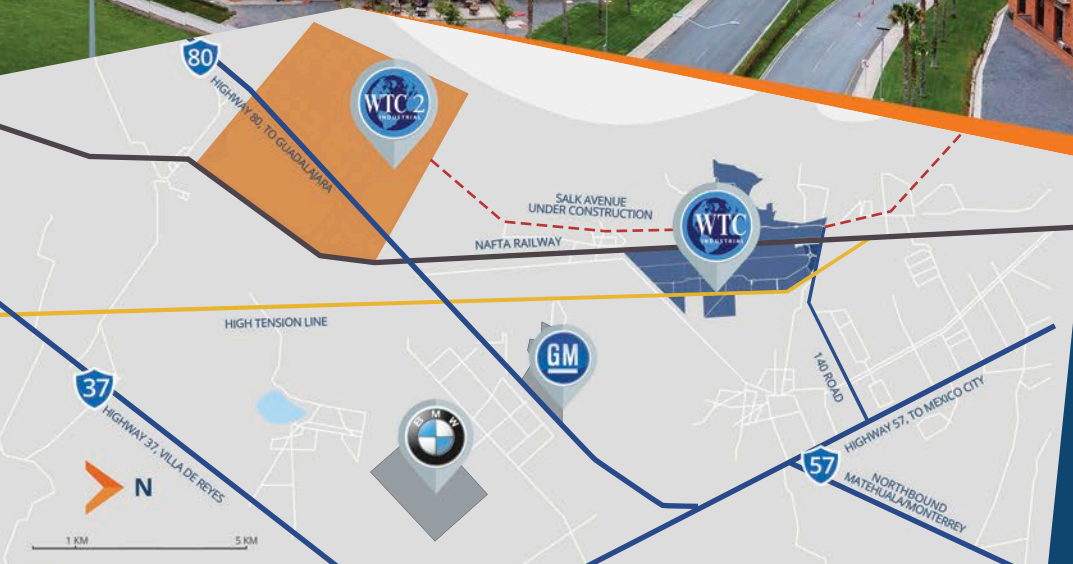 80
HIGHWAY 80, TO GUADALAJARA
WTC 2
INDUSTRIAL
SALK AVENUE
UNDER CONSTRUCTION
WTC
INDUSTRIAL
NAFTA RAILWAY
HIGH TENSION LINE
GM
BMW
37
HIGHWAY 37, VILLA DE REYES
140 ROAD
HIGHWAY 57, TO MEXICO CITY
57
NORTHBOUND
MATEHUALA/MONTERREY
N
1 KM
5 KM